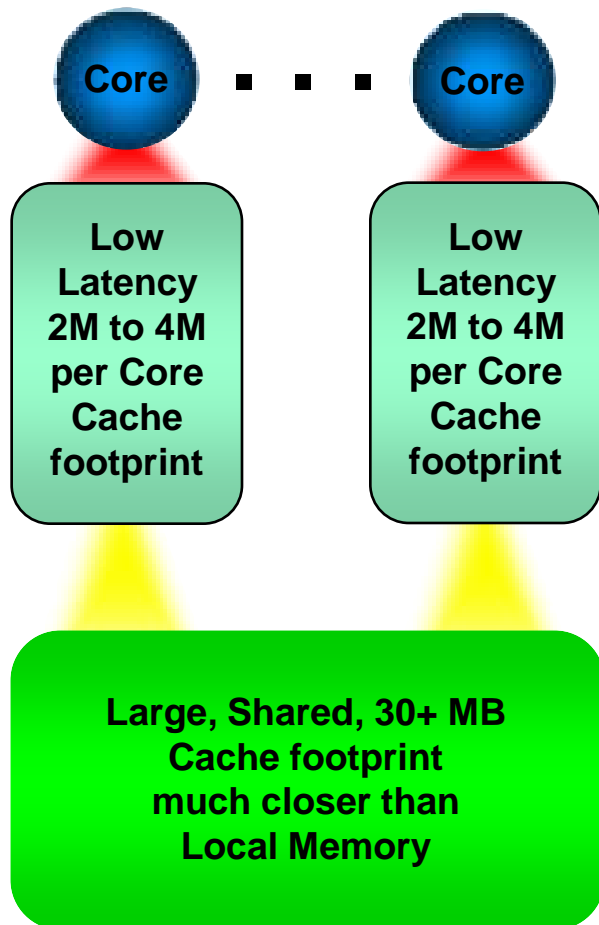 Core
Core
Low
Latency
2M to 4M
per Core
Cache
footprint
Low
Latency
2M to 4M
per Core
Cache
footprint
Large, Shared, 30+ MB
Cache footprint
much closer than
Local Memory